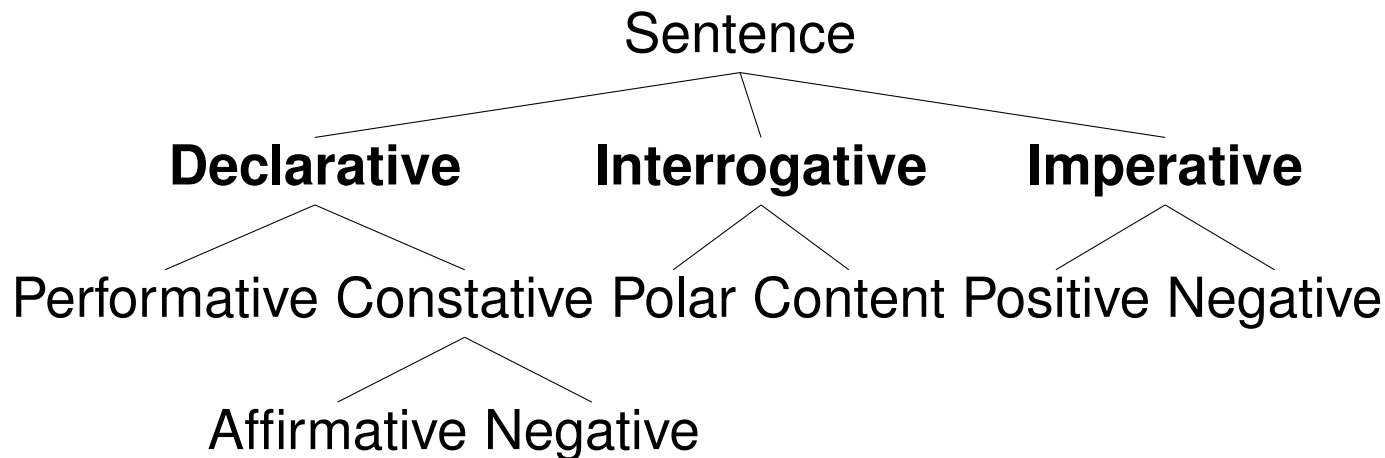 Sentence
Declarative Interrogative Imperative
Performative Constative Polar Content Positive Negative
Affirmative Negative